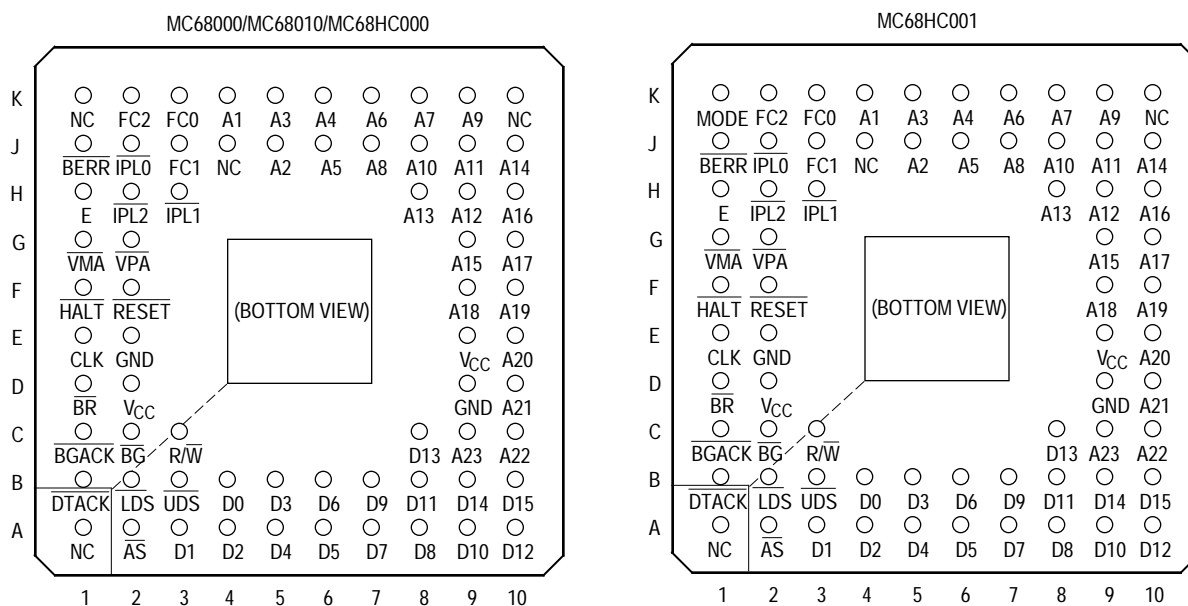 MC68000/MC68010/MC68HC000
K
NC FC2 FC0 A1 A3 A4 A6 A7 A9 NC
J
BERR IPL0 FC1 NC A2 A5 A8 A10 A11 A14
H
E IPL2 IPL1 A13 A12 A16
G
VMA VPA A15 A17
F
HALT RESET (BOTTOM VIEW) A18 A19
E
CLK GND VCC A20
D
BR VCC GND A21
C
BGACK BG R/W D13 A23 A22
B
DTACK LDS UDS D0 D3 D6 D9 D11 D14 D15
A
NC AS D1 D2 D4 D5 D7 D8 D10 D12
1 2 3 4 5 6 7 8 9 10
MC68HC001
K
MODE FC2 FC0 A1 A3 A4 A6 A7 A9 NC
J
BERR IPL0 FC1 NC A2 A5 A8 A10 A11 A14
H
E IPL2 IPL1 A13 A12 A16
G
VMA VPA A15 A17
F
HALT RESET (BOTTOM VIEW) A18 A19
E
CLK GND VCC A20
D
BR VCC GND A21
C
BGACK BG R/W D13 A23 A22
B
DTACK LDS UDS D0 D3 D6 D9 D11 D14 D15
A
NC AS D1 D2 D4 D5 D7 D8 D10 D12
1 2 3 4 5 6 7 8 9 10